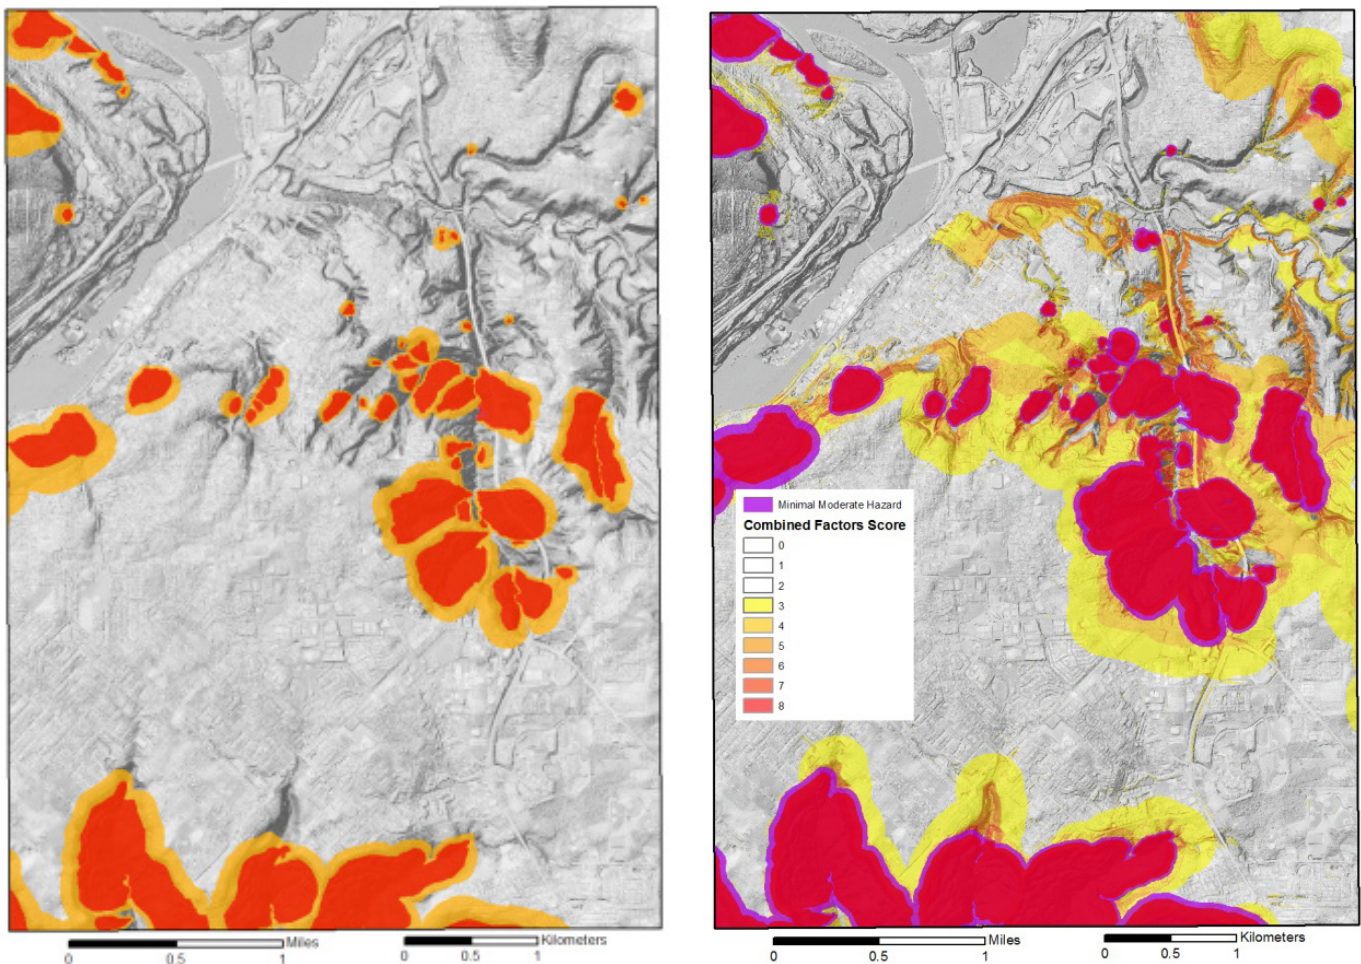 Minimal Moderate Hazard
Combined Factors Score
0
1
2
3
4
5
6
7
8
Miles
0 0.5 1
Kilometers
0 0.5 1
Miles
0 0.5 1
Kilometers
0 0.5 1